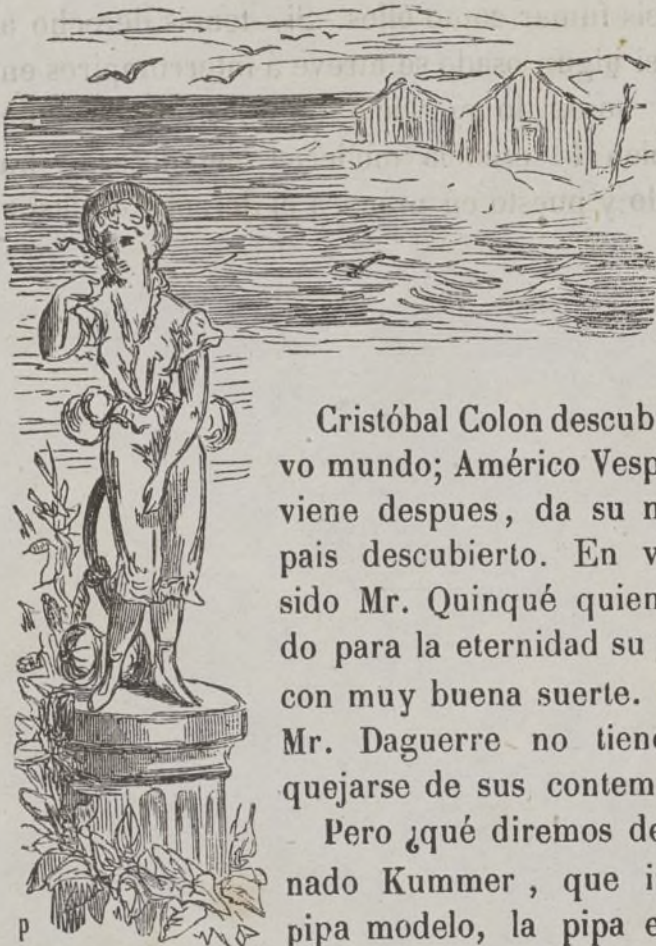 Cristóbal Colon descub
vo mundo; Américo Vesp
viene despues, da su n
pais descubierto. En v
sido Mr. Quinqué quien
do para la eternidad su
con muy buena suerte.
Mr. Daguerre no tien
quejarse de sus contem
Pero ¿qué diremos de
nado Kummer , que i
pipa modelo, la pipa e
p